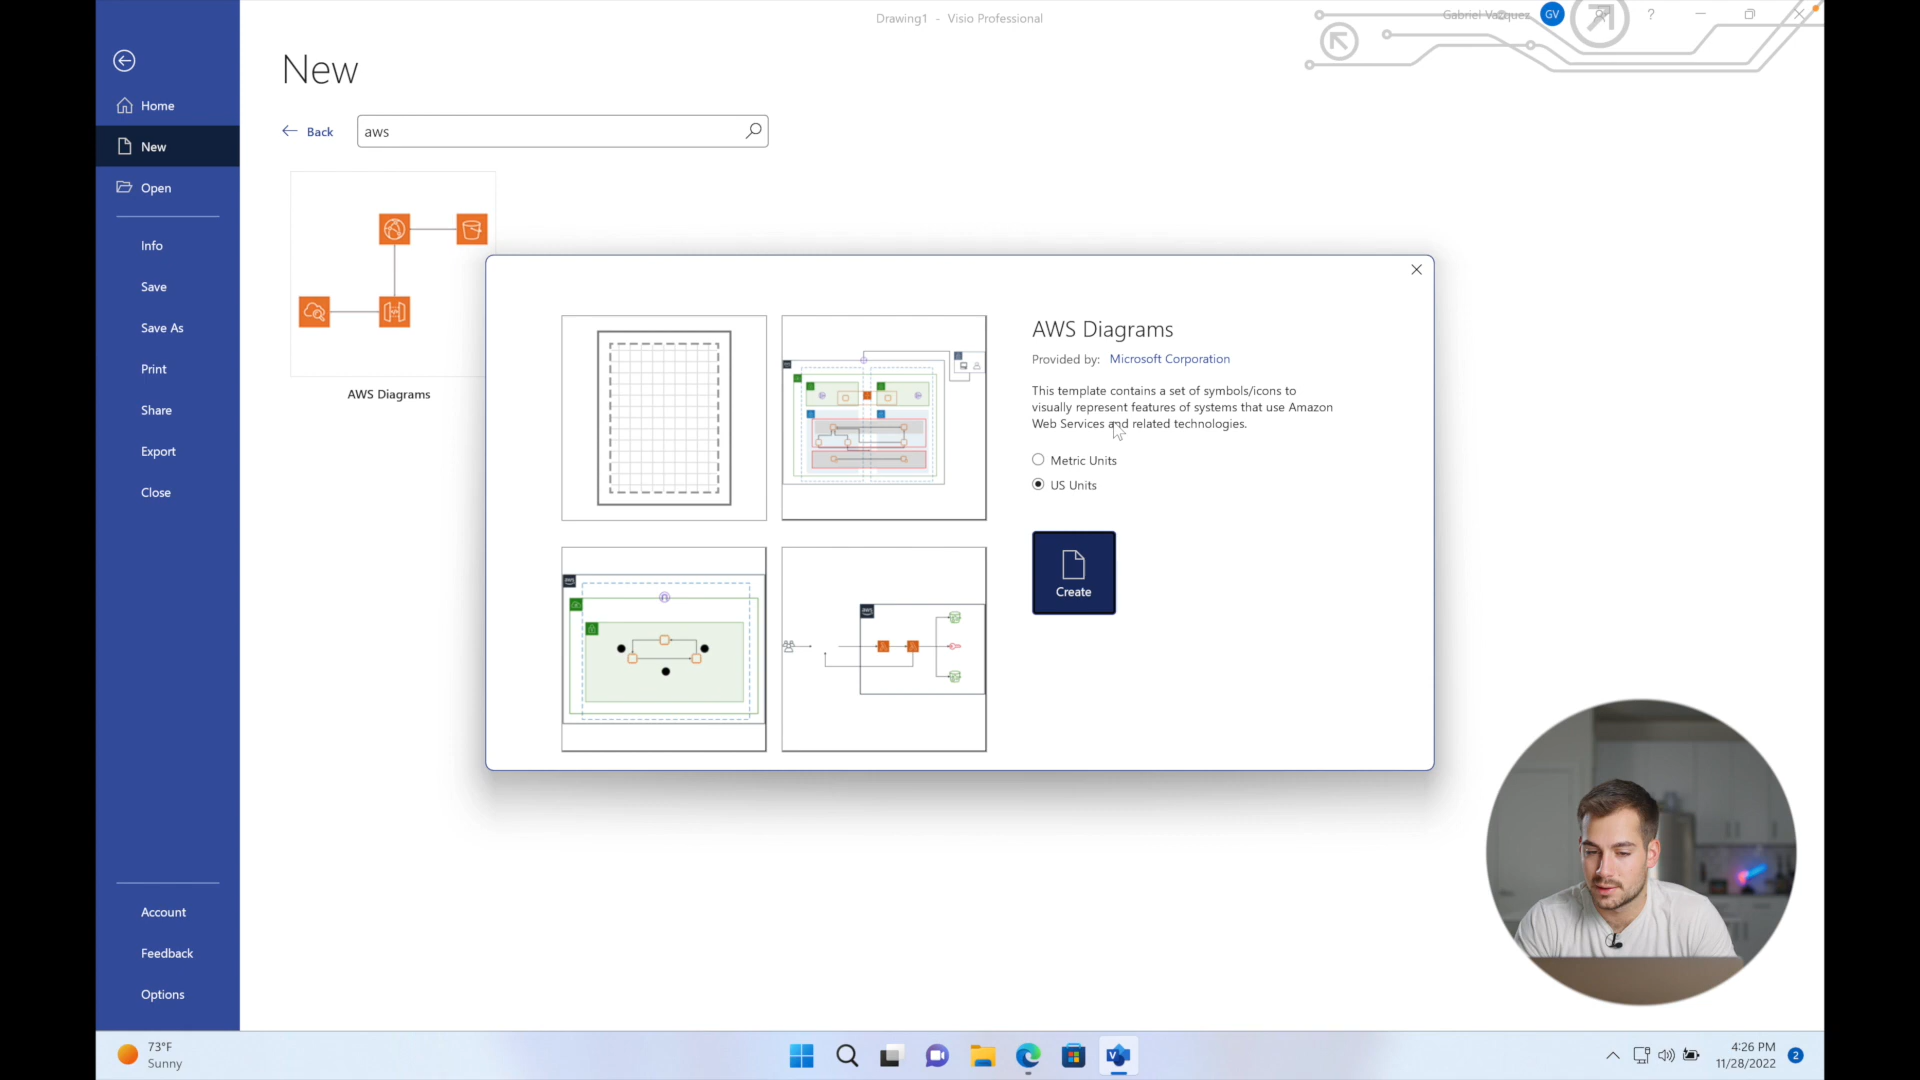 Drawing1 - Visio Professional
Gabriel Vazquez
GV
?
New
Home
Back
aws
New
Open
Info
Save
Save As
Print
Share
Export
Close
AWS Diagrams
AWS Diagrams
Provided by: Microsoft Corporation
This template contains a set of symbols/icons to
visually represent features of systems that use Amazon
Web Services and related technologies.
Metric Units
US Units
Create
aws
aws
Account
Feedback
Options
73°F
Sunny
4:26 PM
11/28/2022
2